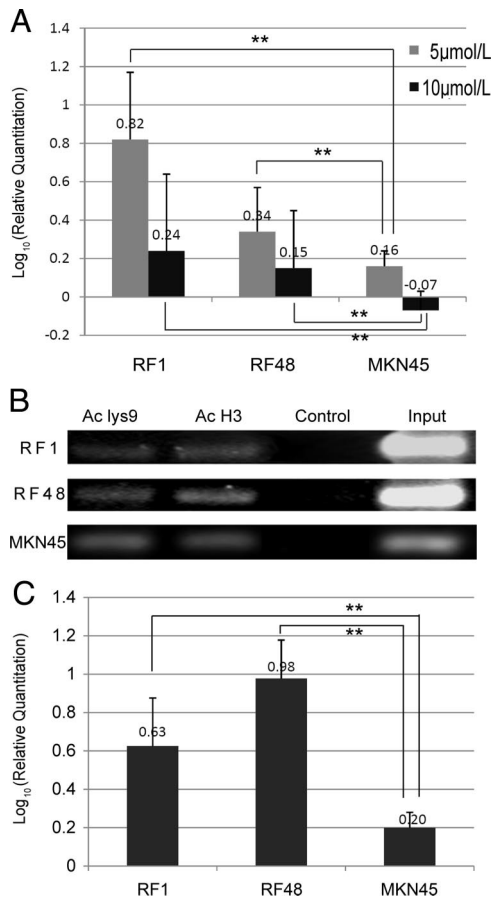 A
Log10 (Relative Quantitation)
1.4
1.2
1
0.8
0.6
0.4
0.2
0
-0.2
**
5μmol/L
10μmol/L
0.82
**
0.34
0.24
0.15
0.16
-0.07
**
**
RF1 RF48 MKN45
B
Ac lys9 Ac H3 Control Input
RF1
RF48
MKN45
C
Log10 (Relative Quantitation)
1.4
1.2
1
0.8
0.6
0.4
0.2
0
**
**
0.98
0.63
0.20
RF1 RF48 MKN45